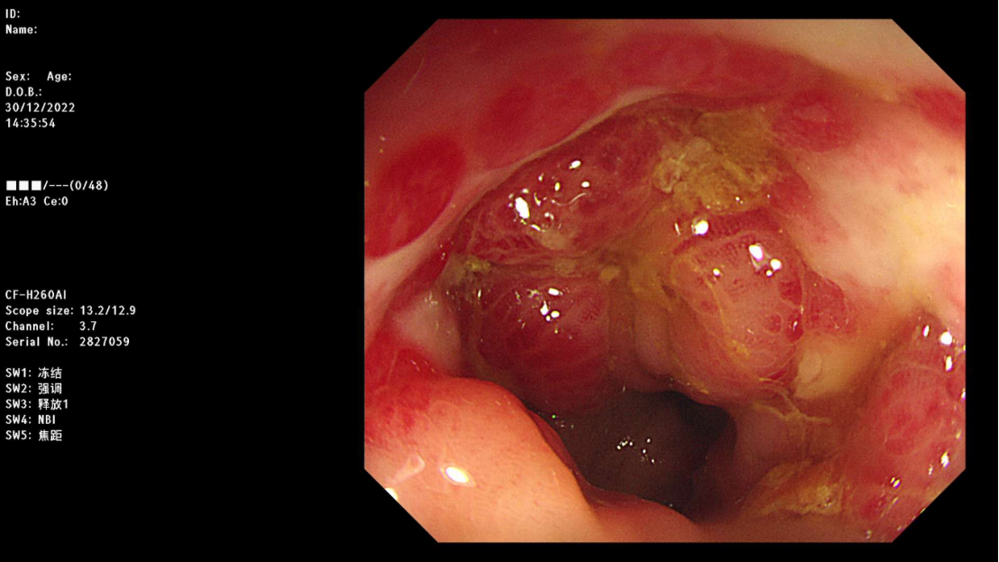 ID:
Name:
Sex: Age:
D.O.B.:
30/12/2022
14:35:54
■■■/---(0/48)
Eh:A3 Ce:0
CF-H260AI
Scope size: 13.2/12.9
Channel: 3.7
Serial No.: 2827059
SW1: 冻结
SW2: 强调
SW3: 释放1
SW4: NBI
SW5: 焦距